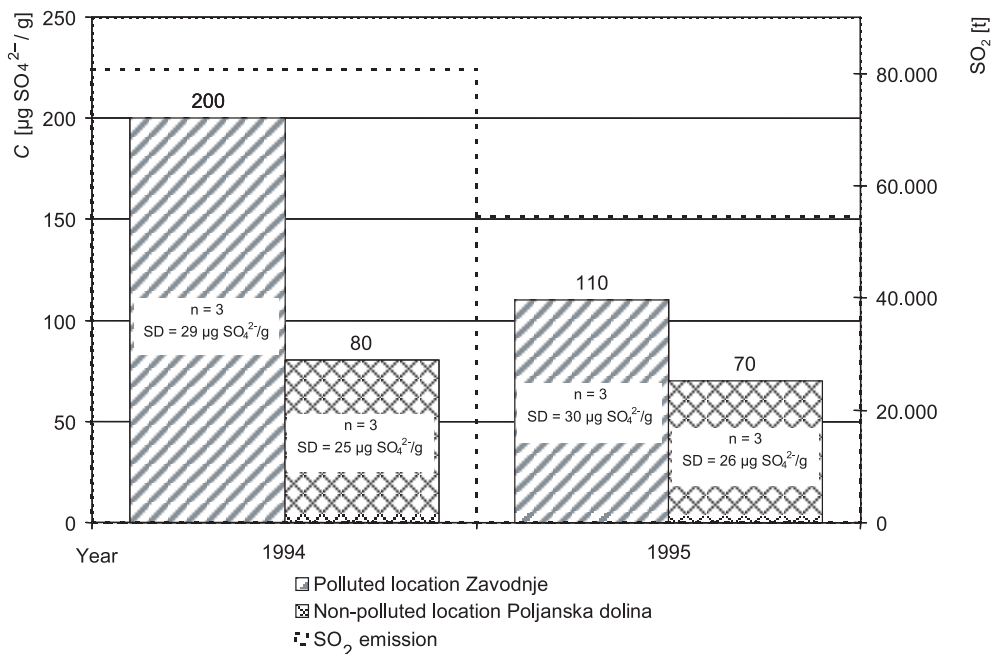 C [µg SO₄²⁻/ g]
SO₂ [t]
250
200
150
100
50
0
80.000
60.000
40.000
20.000
0
200
n = 3
SD = 29 µg SO₄²⁻/g
80
n = 3
SD = 25 µg SO₄²⁻/g
110
n = 3
SD = 30 µg SO₄²⁻/g
70
n = 3
SD = 26 µg SO₄²⁻/g
Year 1994 1995
Polluted location Zavodnje
Non-polluted location Poljanska dolina
SO₂ emission